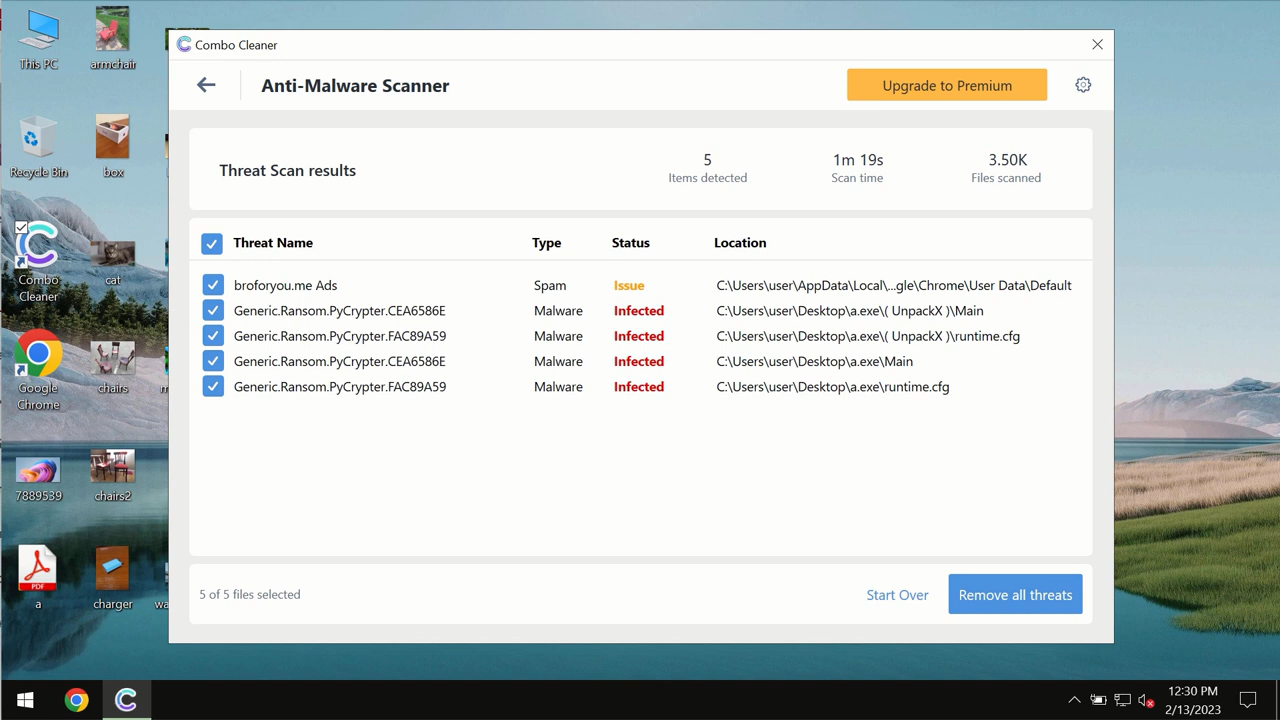 This PC
armchair
Recycle Bin
box
Combo
Cleaner
cat
Google
Chrome
chairs
7889539
chairs2
PDF
a
charger
Combo Cleaner
Anti-Malware Scanner
Upgrade to Premium
Threat Scan results
5
Items detected
1m 19s
Scan time
3.50K
Files scanned
Threat Name Type Status Location
broforyou.me Ads Spam Issue C:\Users\user\AppData\Local\...gle\Chrome\User Data\Default
Generic.Ransom.PyCrypter.CEA6586E Malware Infected C:\Users\user\Desktop\a.exe\( UnpackX )\Main
Generic.Ransom.PyCrypter.FAC89A59 Malware Infected C:\Users\user\Desktop\a.exe\( UnpackX )\runtime.cfg
Generic.Ransom.PyCrypter.CEA6586E Malware Infected C:\Users\user\Desktop\a.exe\Main
Generic.Ransom.PyCrypter.FAC89A59 Malware Infected C:\Users\user\Desktop\a.exe\runtime.cfg
5 of 5 files selected
Start Over
Remove all threats
12:30 PM
2/13/2023